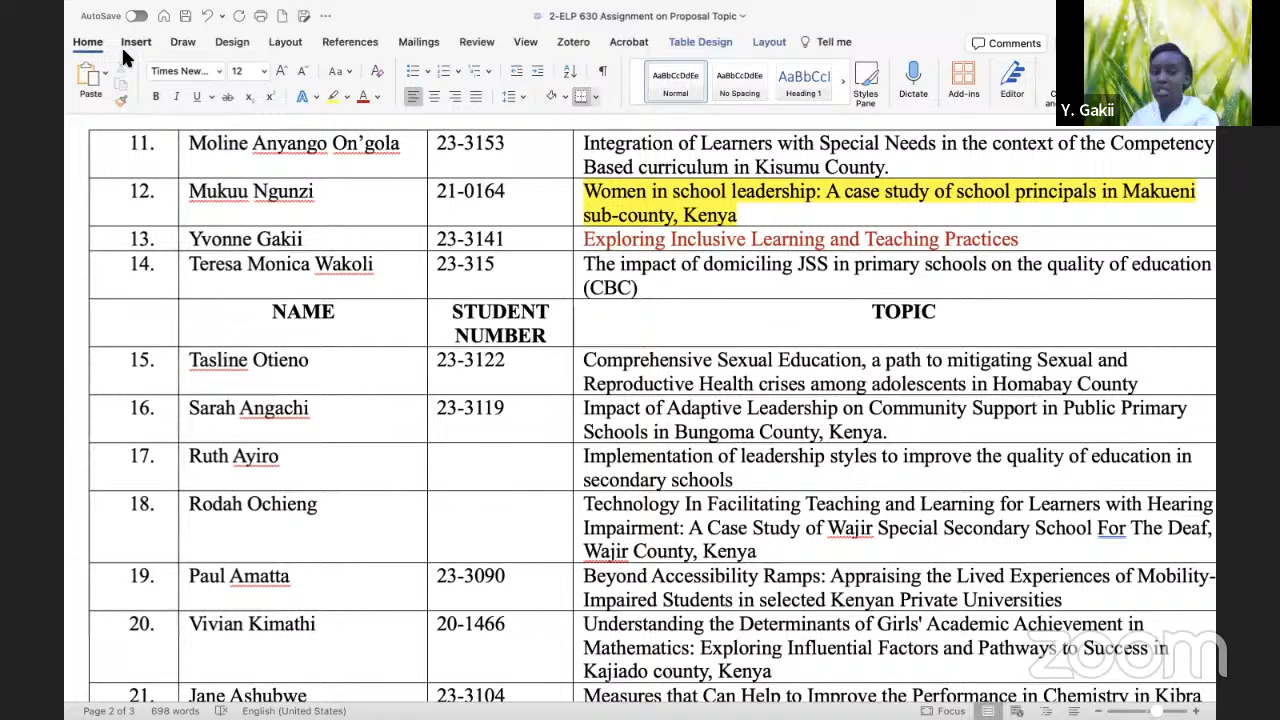 AutoSave
2-ELP 630 Assignment on Proposal Topic
Home Insert Draw Design Layout References Mailings Review View Zotero Acrobat Table Design Layout Tell me
Comments
Paste
Times New... 12
AaBbCcDdEe AaBbCcDdEe AaBbCcI
Normal No Spacing Heading 1
Styles Pane
Dictate Add-ins Editor
Y. Gakii
11. Moline Anyango On’gola 23-3153 Integration of Learners with Special Needs in the context of the Competency
Based curriculum in Kisumu County.
12. Mukuu Ngunzi 21-0164 Women in school leadership: A case study of school principals in Makueni
sub-county, Kenya
13. Yvonne Gakii 23-3141 Exploring Inclusive Learning and Teaching Practices
14. Teresa Monica Wakoli 23-315 The impact of domiciling JSS in primary schools on the quality of education
(CBC)
NAME STUDENT NUMBER TOPIC
15. Tasline Otieno 23-3122 Comprehensive Sexual Education, a path to mitigating Sexual and
Reproductive Health crises among adolescents in Homabay County
16. Sarah Angachi 23-3119 Impact of Adaptive Leadership on Community Support in Public Primary
Schools in Bungoma County, Kenya.
17. Ruth Ayiro Implementation of leadership styles to improve the quality of education in
secondary schools
18. Rodah Ochieng Technology In Facilitating Teaching and Learning for Learners with Hearing
Impairment: A Case Study of Wajir Special Secondary School For The Deaf,
Wajir County, Kenya
19. Paul Amatta 23-3090 Beyond Accessibility Ramps: Appraising the Lived Experiences of Mobility-
Impaired Students in selected Kenyan Private Universities
20. Vivian Kimathi 20-1466 Understanding the Determinants of Girls' Academic Achievement in
Mathematics: Exploring Influential Factors and Pathways to Success in
Kajiado county, Kenya
21. Jane Ashubwe 23-3104 Measures that Can Help to Improve the Performance in Chemistry in Kibra
zoom
Page 2 of 3 698 words English (United States) Focus